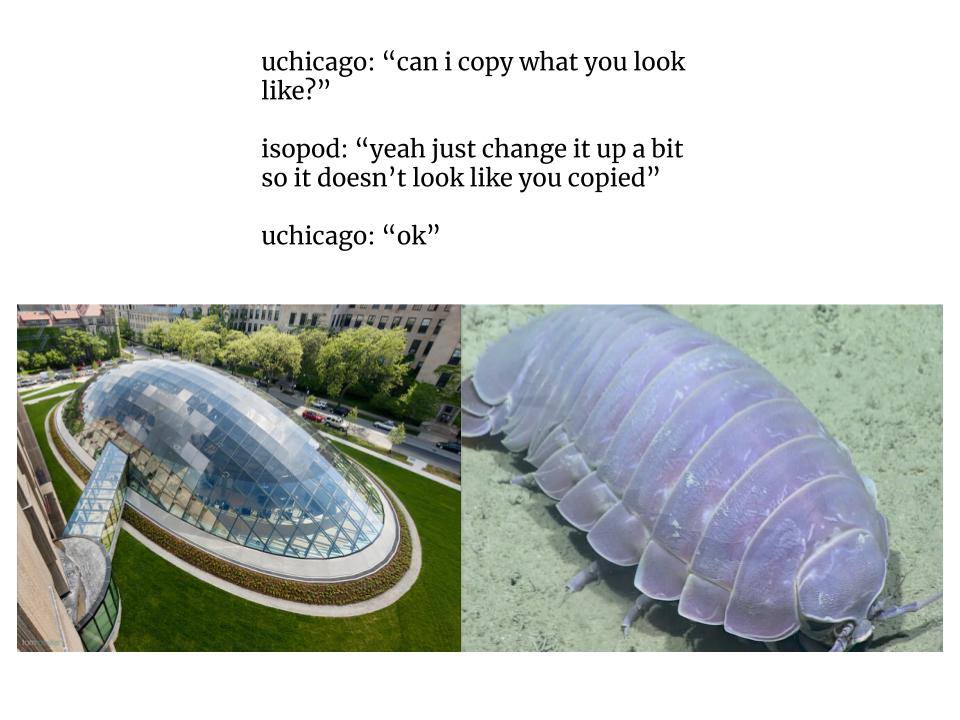 uchicago: “can i copy what you look
like?”
isopod: “yeah just change it up a bit
so it doesn’t look like you copied”
uchicago: “ok”